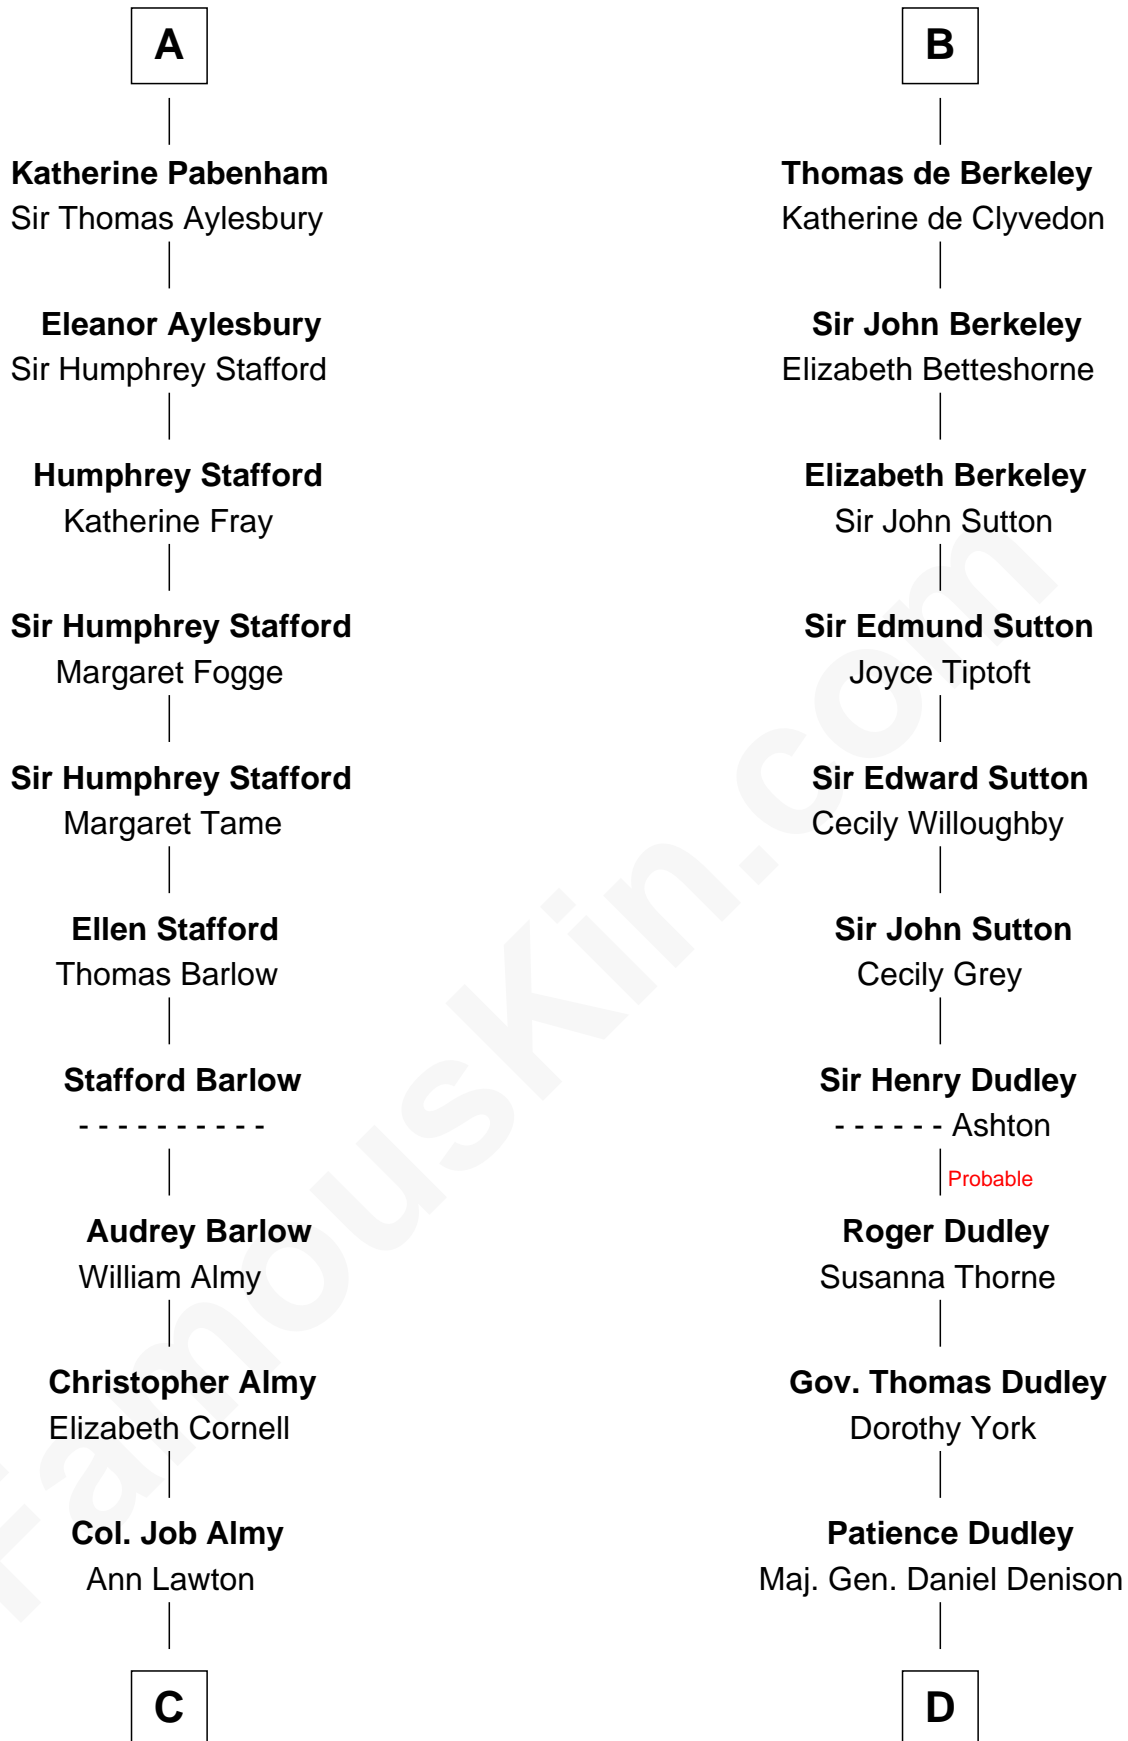 A
Katherine Pabenham
Sir Thomas Aylesbury
Eleanor Aylesbury
Sir Humphrey Stafford
Humphrey Stafford
Katherine Fray
Sir Humphrey Stafford
Margaret Fogge
Sir Humphrey Stafford
Margaret Tame
Ellen Stafford
Thomas Barlow
Stafford Barlow
- - - - - - - - - -
Audrey Barlow
William Almy
Christopher Almy
Elizabeth Cornell
Col. Job Almy
Ann Lawton
C
B
Thomas de Berkeley
Katherine de Clyvedon
Sir John Berkeley
Elizabeth Betteshorne
Elizabeth Berkeley
Sir John Sutton
Sir Edmund Sutton
Joyce Tiptoft
Sir Edward Sutton
Cecily Willoughby
Sir John Sutton
Cecily Grey
Sir Henry Dudley
- - - - - - Ashton
Probable
Roger Dudley
Susanna Thorne
Gov. Thomas Dudley
Dorothy York
Patience Dudley
Maj. Gen. Daniel Denison
D
FamousKin.com